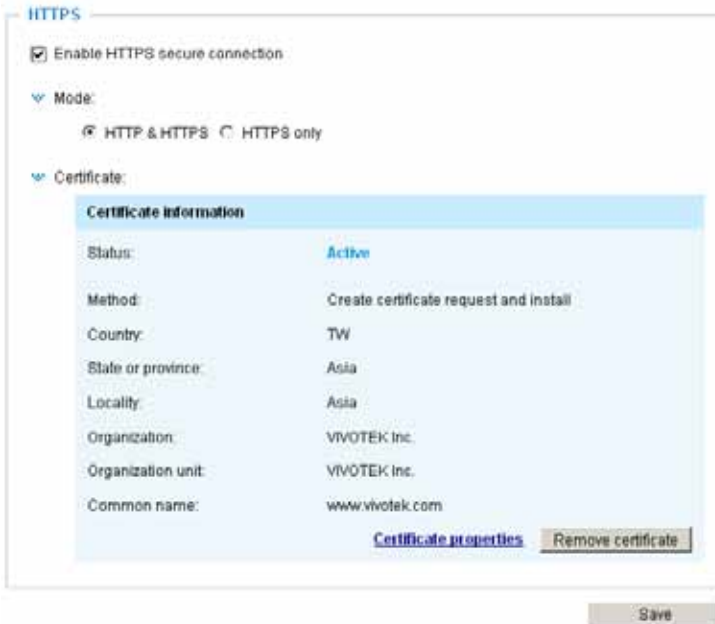 HTTPS
Enable HTTPS secure connection
Mode:
HTTP & HTTPS HTTPS only
Certificate:
Certificate information
Status: Active
Method: Create certificate request and install
Country: TW
State or province: Asia
Locality: Asia
Organization: VIVOTEK Inc.
Organization unit: VIVOTEK Inc.
Common name: www.vivotek.com
Certificate properties Remove certificate
Save